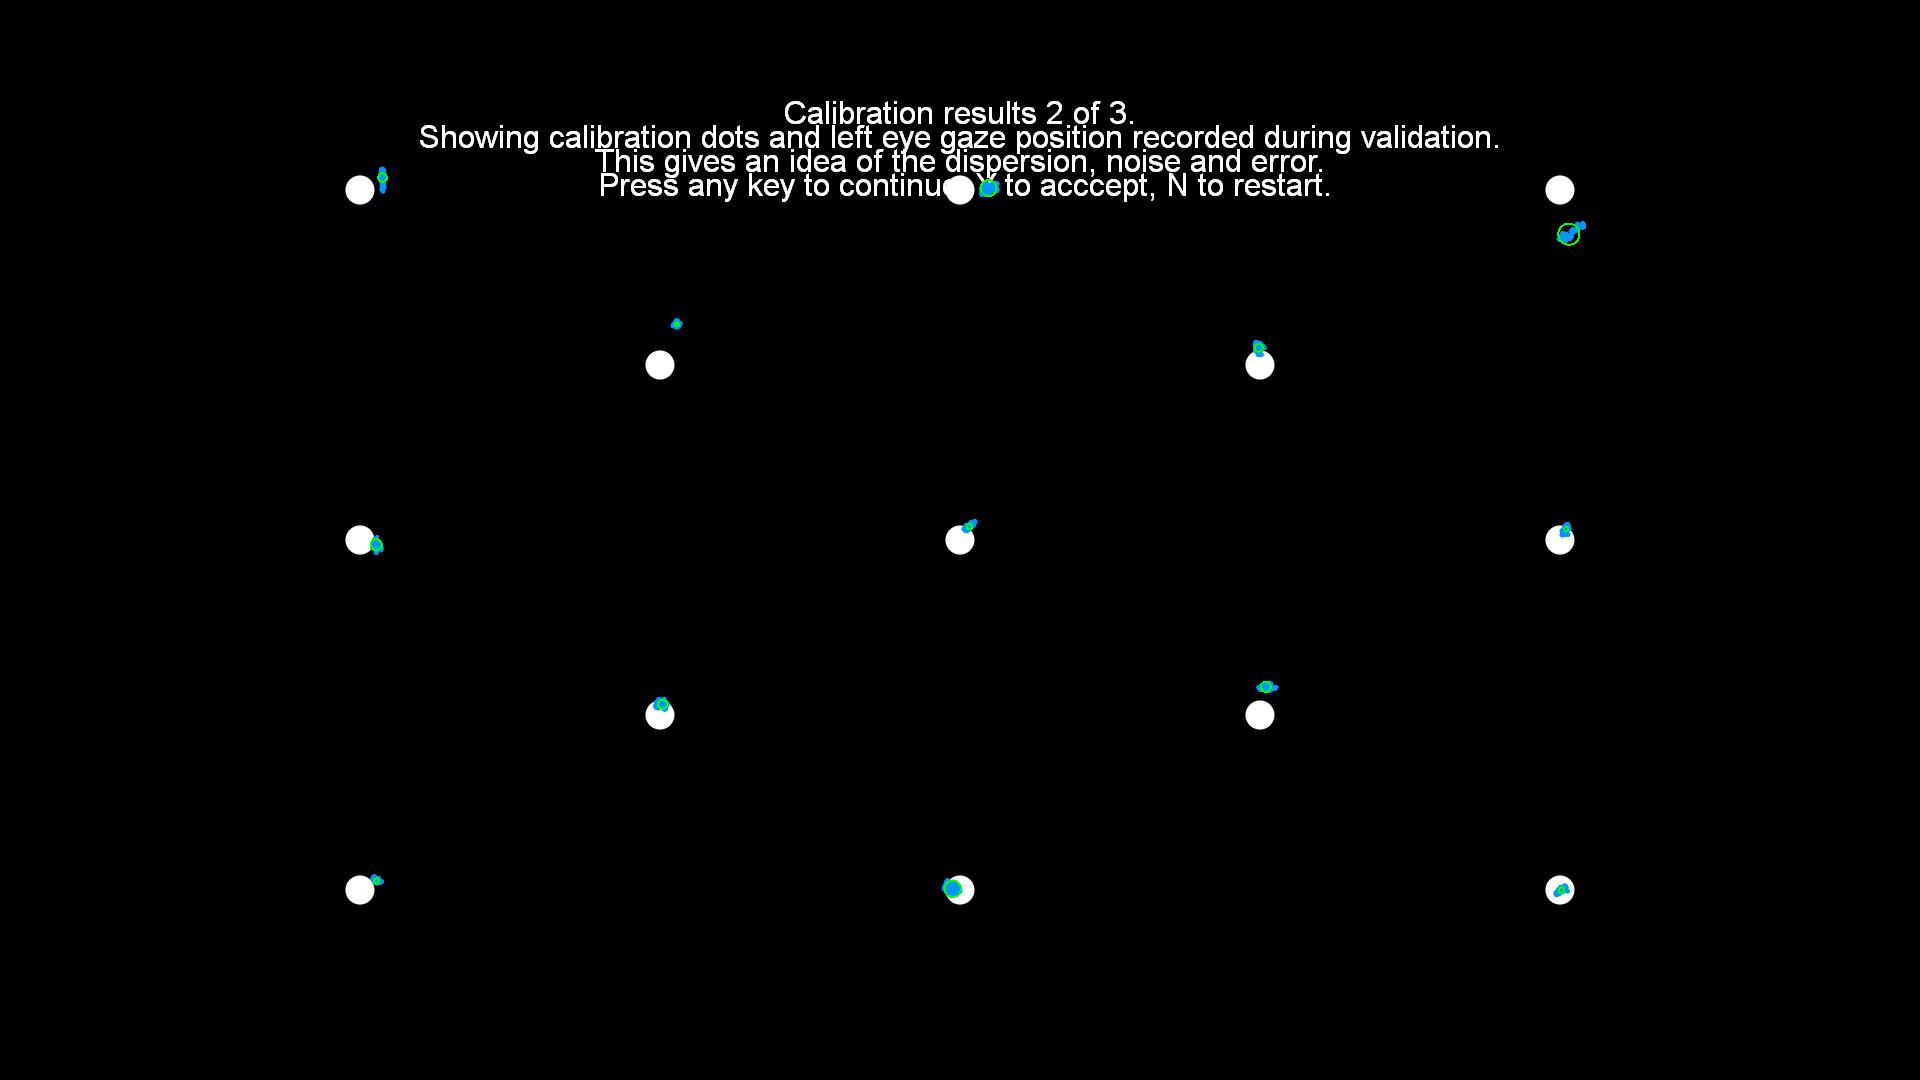 Calibration results 2 of 3.
Showing calibration dots and left eye gaze position recorded during validation.
This gives an idea of the dispersion, noise and error.
Press any key to continue, Y to acccept, N to restart.